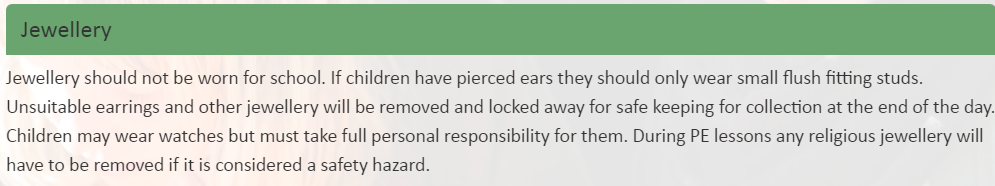 Jewellery
Jewellery should not be worn for school. If children have pierced ears they should only wear small flush fitting studs.
Unsuitable earrings and other jewellery will be removed and locked away for safe keeping for collection at the end of the day.
Children may wear watches but must take full personal responsibility for them. During PE lessons any religious jewellery will
have to be removed if it is considered a safety hazard.